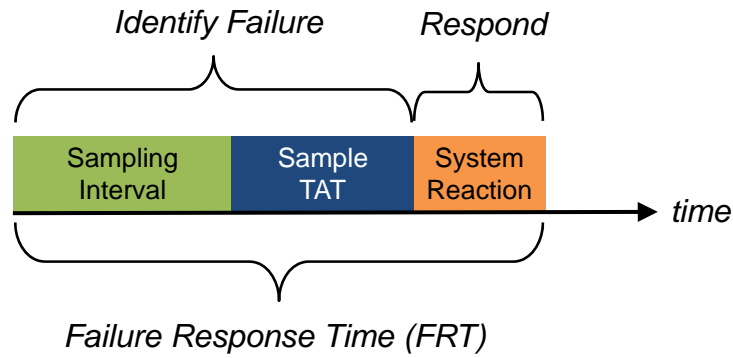 Identify Failure
Respond
Sampling
Interval
Sample
TAT
System
Reaction
time
Failure Response Time (FRT)